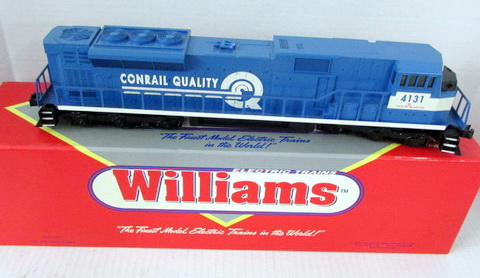 CONRAIL QUALITY
4131
"The Finest Model Electric Trains
in the World!"
ELECTRIC TRAINS
Williams™
"The Finest Model Electric Trains in the World!"